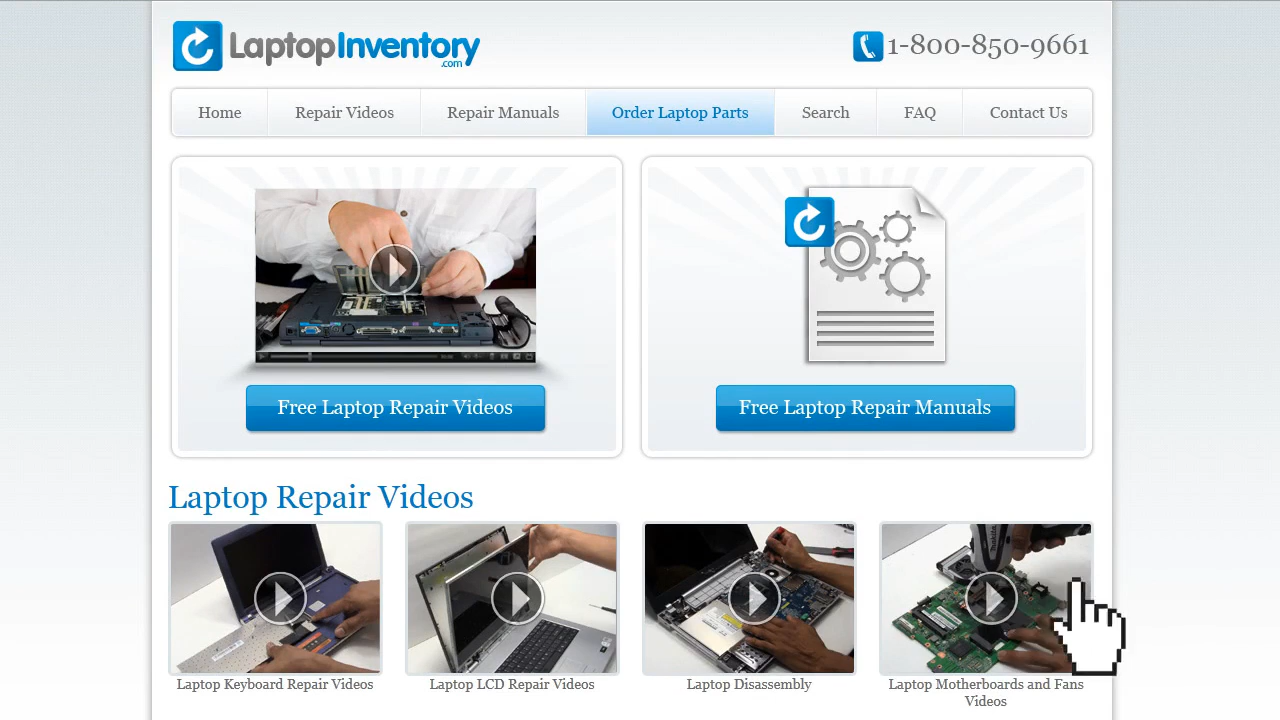 LaptopInventory
.com
1-800-850-9661
Home
Repair Videos
Repair Manuals
Order Laptop Parts
Search
FAQ
Contact Us
Free Laptop Repair Videos
Free Laptop Repair Manuals
Laptop Repair Videos
Laptop Keyboard Repair Videos
Laptop LCD Repair Videos
Laptop Disassembly
Laptop Motherboards and Fans
Videos